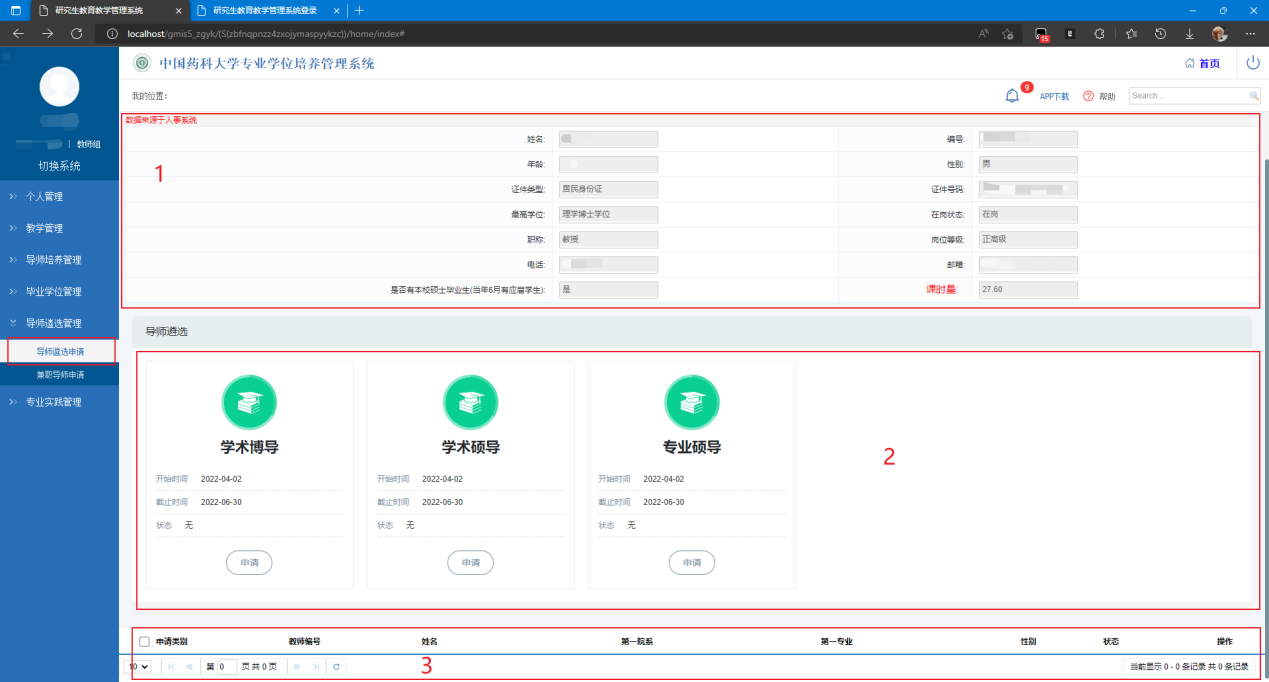 研究生教育教学管理系统
研究生教育教学管理系统登录
localhost/gmis5_zgyk/(S(zbfnqpnzz4zxojymaspyykzc))/home/index#
15
中国药科大学专业学位培养管理系统
首页
我的位置:
9
APP下载
帮助
Search...
教师组
切换系统
个人管理
教学管理
导师培养管理
毕业学位管理
导师遴选管理
导师遴选申请
兼职导师申请
专业实践管理
数据来源于人事系统
1
姓名: 编号:
年龄: 性别: 男
证件类型: 居民身份证 证件号码:
最高学位: 理学博士学位 在岗状态: 在岗
职称: 教授 岗位等级: 正高级
电话: 邮箱:
是否有本校硕士毕业生(当年6月有应届学生): 是 课时量: 27.60
导师遴选
2
学术博导
开始时间 2022-04-02
截止时间 2022-06-30
状态 无
申请
学术硕导
开始时间 2022-04-02
截止时间 2022-06-30
状态 无
申请
专业硕导
开始时间 2022-04-02
截止时间 2022-06-30
状态 无
申请
申请类别 教师编号 姓名 第一院系 第一专业 性别 状态 操作
10 第 0 页 共 0 页 3 当前显示 0 - 0 条记录 共 0 条记录